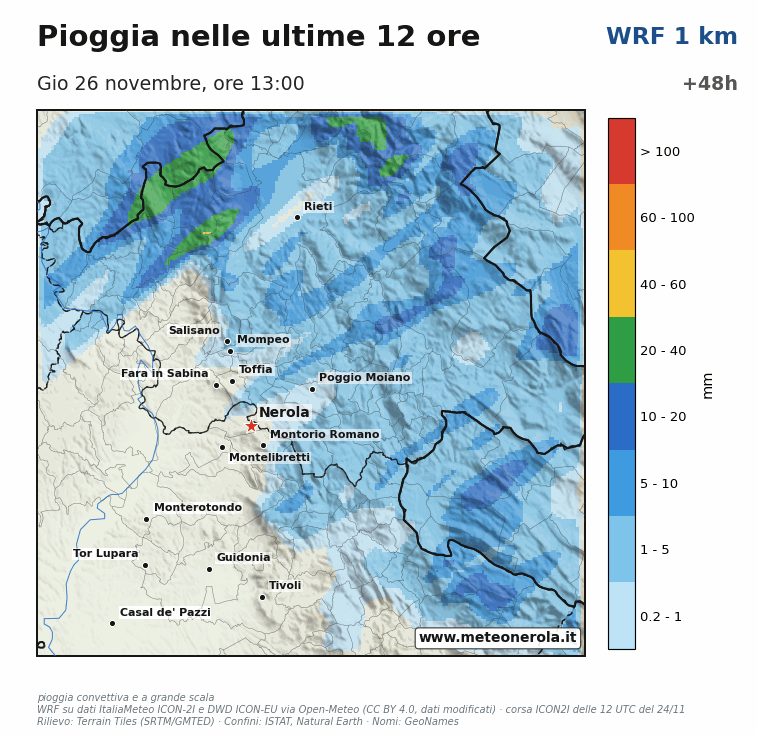 Pioggia nelle ultime 12 ore
WRF 1 km
Gio 26 novembre, ore 13:00
+48h
Rieti
Salisano
Mompeo
Fara in Sabina
Toffia
Poggio Moiano
Nerola
Montorio Romano
Montelibretti
Monterotondo
Tor Lupara
Guidonia
Tivoli
Casal de' Pazzi
www.meteonerola.it
> 100
60 - 100
40 - 60
20 - 40
10 - 20
5 - 10
1 - 5
0.2 - 1
mm
pioggia convettiva e a grande scala
WRF su dati ItaliaMeteo ICON-2I e DWD ICON-EU via Open-Meteo (CC BY 4.0, dati modificati) · corsa ICON2I delle 12 UTC del 24/11
Rilievo: Terrain Tiles (SRTM/GMTED) · Confini: ISTAT, Natural Earth · Nomi: GeoNames